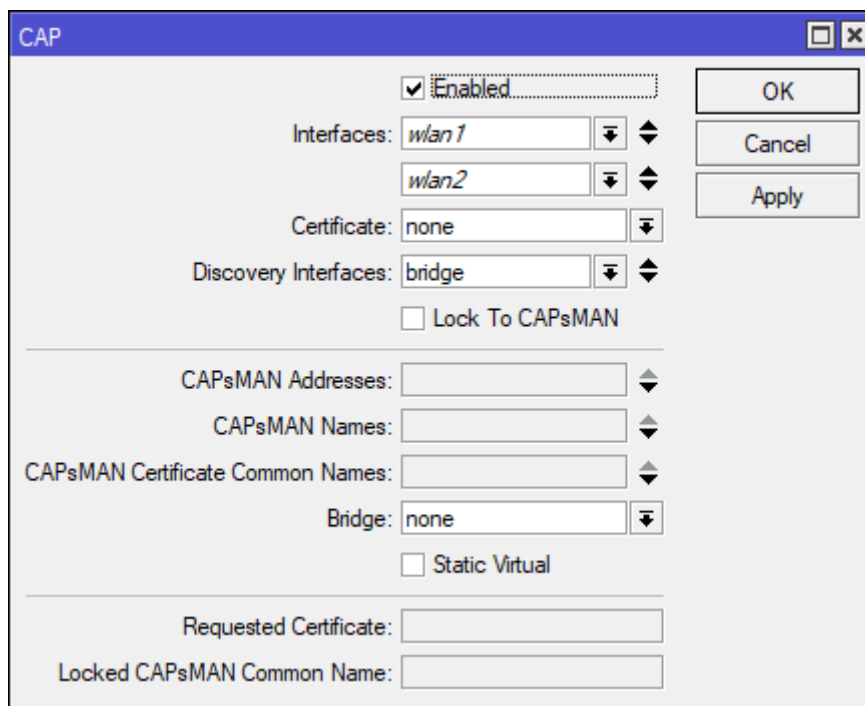 CAP
Enabled
OK
Interfaces: wlan1
Cancel
wlan2
Apply
Certificate: none
Discovery Interfaces: bridge
Lock To CAPsMAN
CAPsMAN Addresses:
CAPsMAN Names:
CAPsMAN Certificate Common Names:
Bridge: none
Static Virtual
Requested Certificate:
Locked CAPsMAN Common Name: